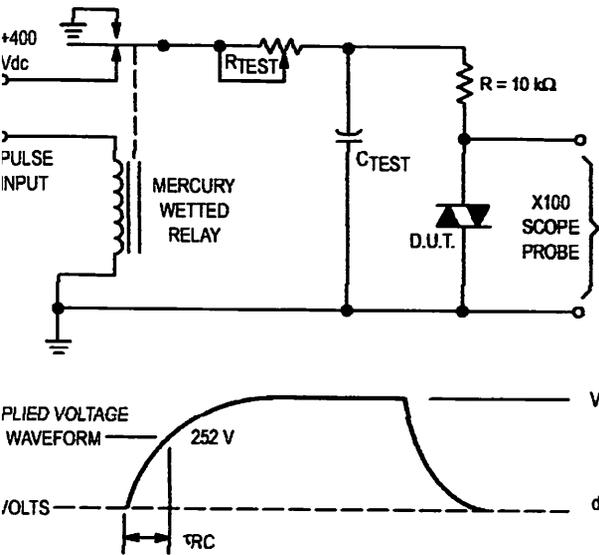 +400
Vdc
RTEST
R = 10 kΩ
CTEST
PULSE
INPUT
MERCURY
WETTED
RELAY
D.U.T.
X100
SCOPE
PROBE
PLIED VOLTAGE
WAVEFORM
252 V
V
/OLTS
d
τRC